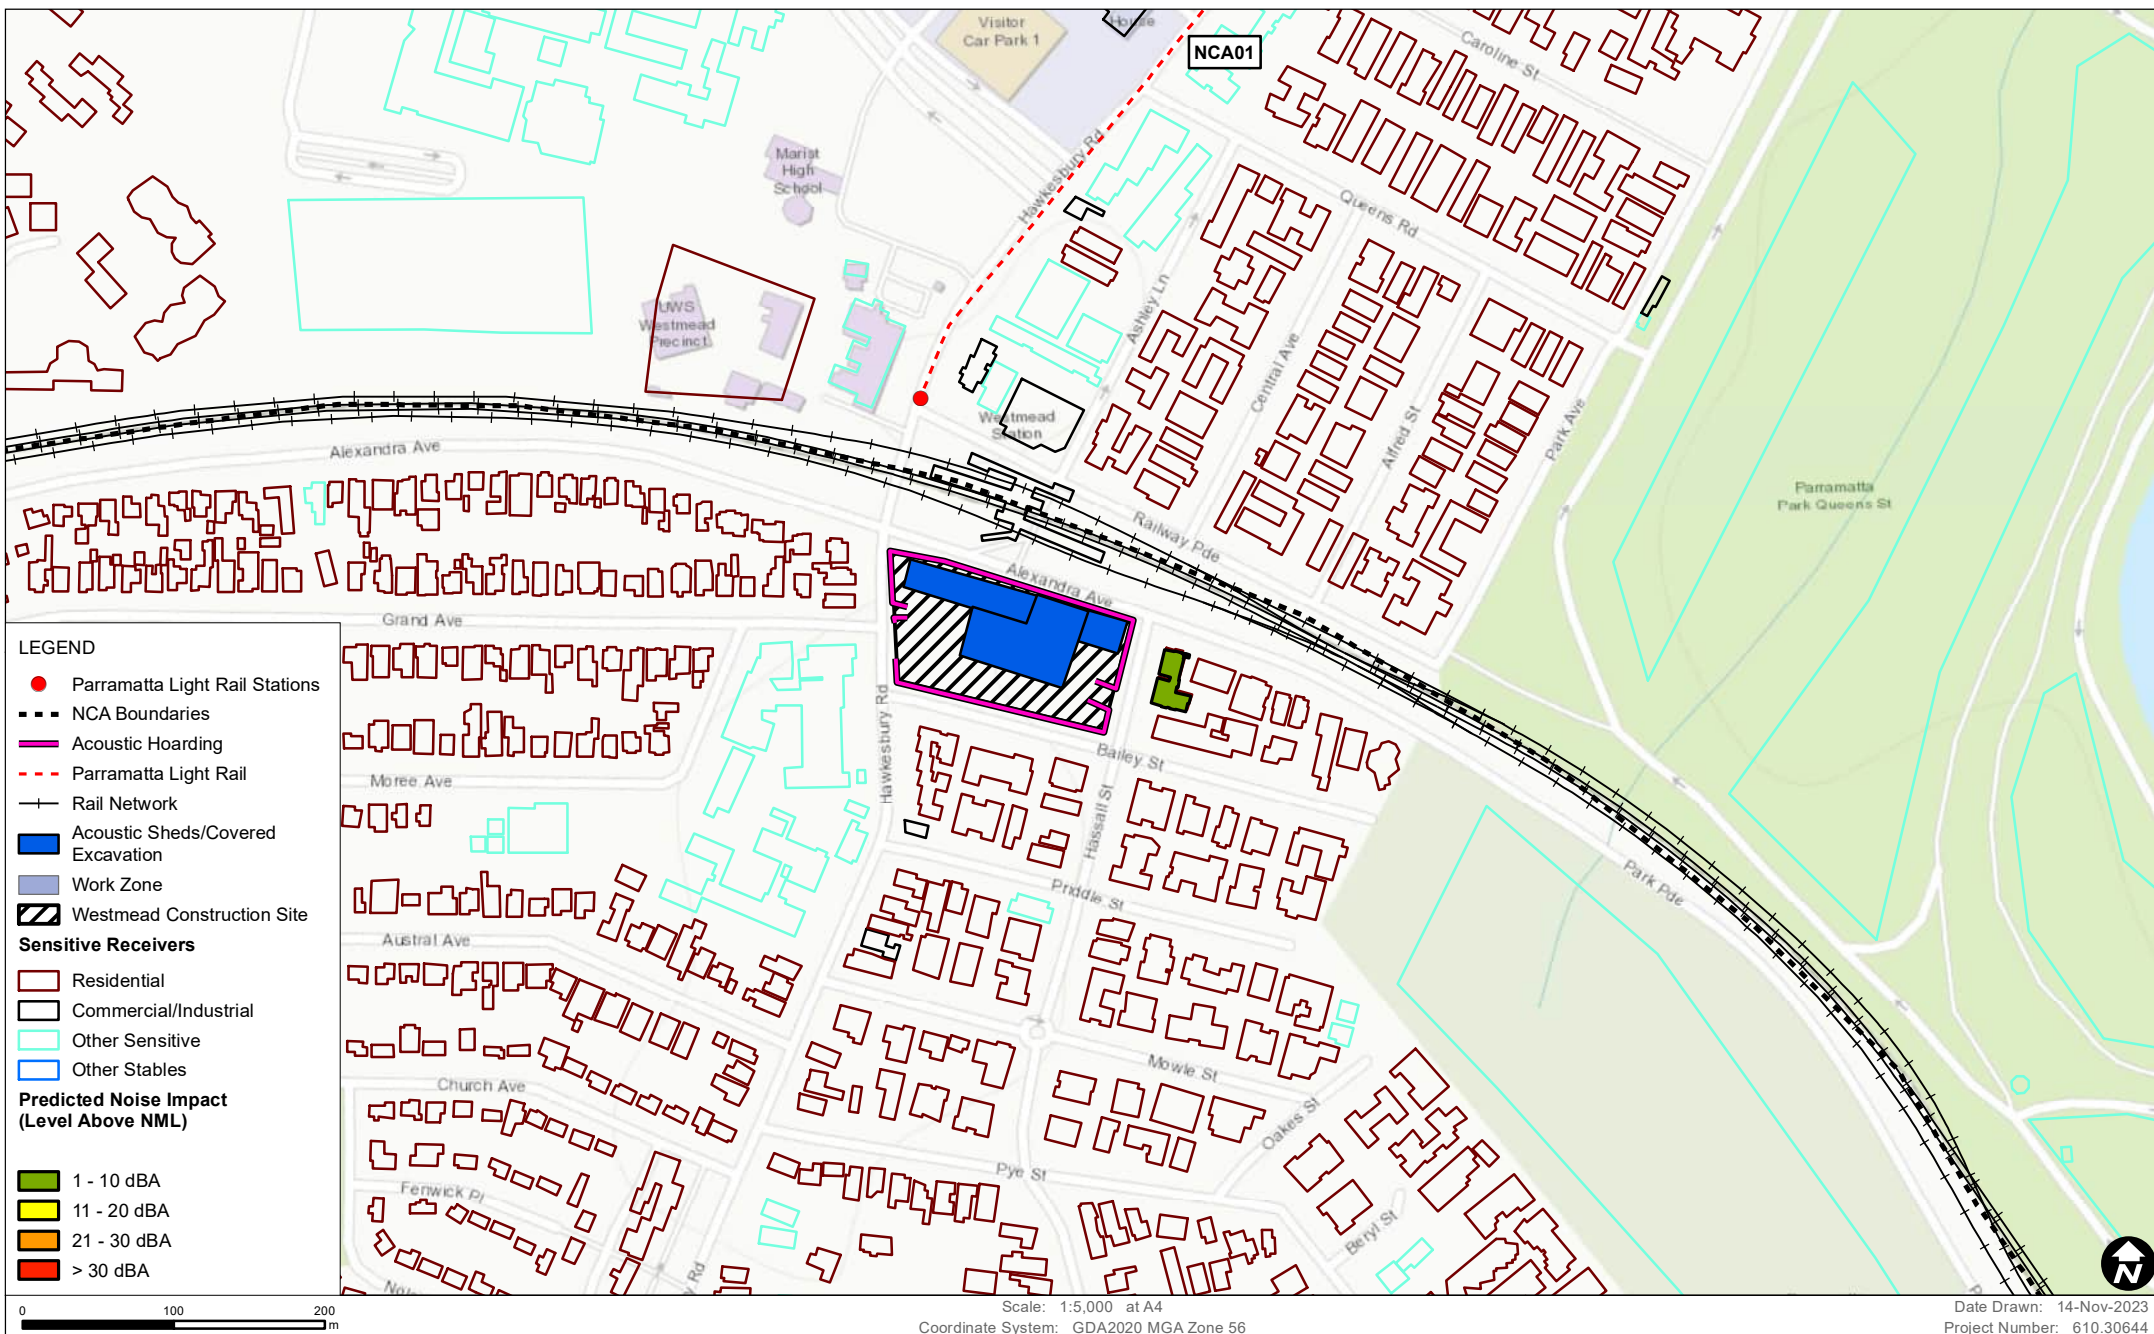 Visitor
Car Park 1
House
NCA01
Caroline St
Marist
High
School
Hawkesbury Rd
Queens Rd
UWS
Westmead
Precinct
Ashley Ln
Central Ave
Westmead
Station
Alfred St
Park Ave
Alexandra Ave
Parramatta
Park Queens St
Railway Pde
Alexandra Ave
Grand Ave
Hawkesbury Rd
Bailey St
Moree Ave
Hassall St
Priddle St
Park Pde
Austral Ave
Mowle St
Church Ave
Oakes St
Pye St
Fenwick Pl
Beryl St
y Rd
LEGEND
Parramatta Light Rail Stations
NCA Boundaries
Acoustic Hoarding
Parramatta Light Rail
Rail Network
Acoustic Sheds/Covered
Excavation
Work Zone
Westmead Construction Site
Sensitive Receivers
Residential
Commercial/Industrial
Other Sensitive
Other Stables
Predicted Noise Impact
(Level Above NML)
1 - 10 dBA
11 - 20 dBA
21 - 30 dBA
> 30 dBA
N
0 100 200
m
Scale: 1:5,000 at A4
Coordinate System: GDA2020 MGA Zone 56
Date Drawn: 14-Nov-2023
Project Number: 610.30644